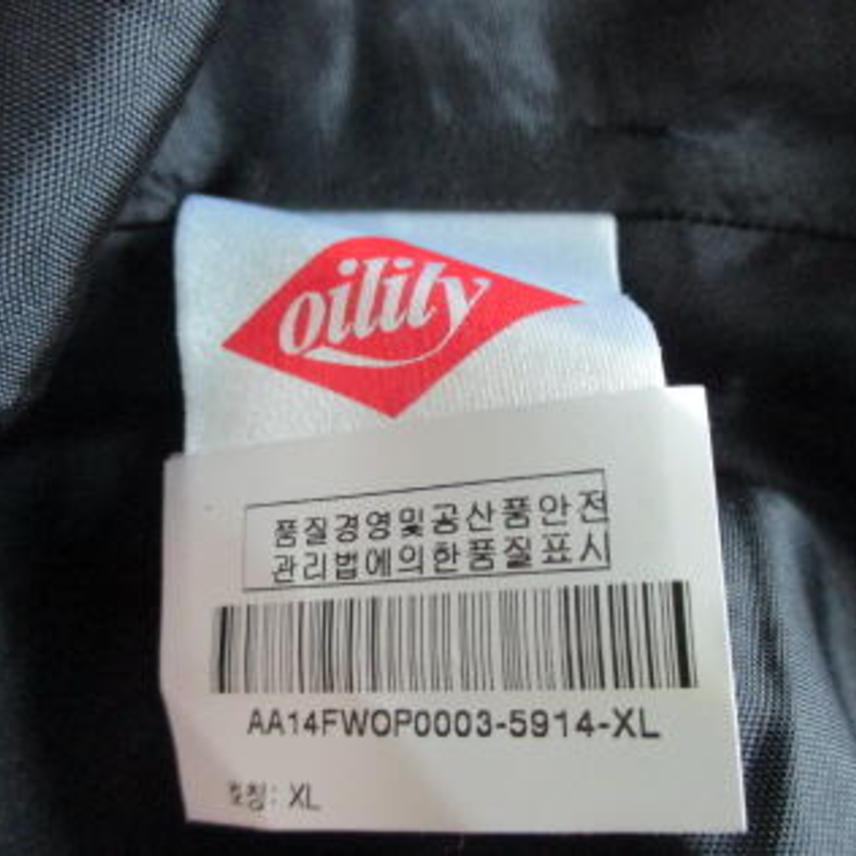 oilily
품질경영및공산품안전
관리법에의한품질표시
AA14FWOP0003-5914-XL
호칭: XL